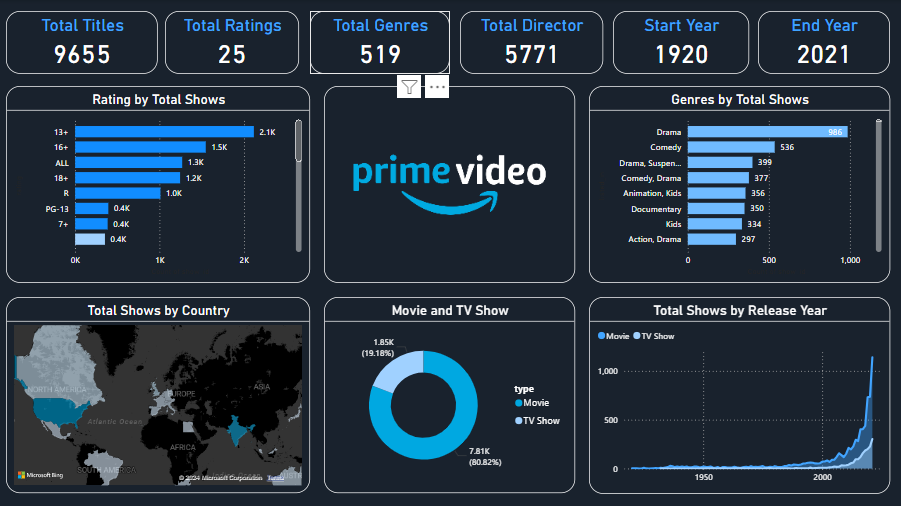 Total Titles
9655
Total Ratings
25
Total Genres
519
Total Director
5771
Start Year
1920
End Year
2021
Rating by Total Shows
13+ 2.1K
16+ 1.5K
ALL 1.3K
18+ 1.2K
R 1.0K
PG-13 0.4K
7+ 0.4K
0.4K
0K 1K 2K
prime video
Genres by Total Shows
Drama 986
Comedy 536
Drama, Suspen... 399
Comedy, Drama 377
Animation, Kids 356
Documentary 350
Kids 334
Action, Drama 297
0 500 1,000
Total Shows by Country
NORTH AMERICA
EUROPE
ASIA
Atlantic Ocean
AFRICA
SOUTH AMERICA
Indian Ocean
Microsoft Bing
© 2024 Microsoft Corporation Terms
Movie and TV Show
1.85K
(19.18%)
7.81K
(80.82%)
type
Movie
TV Show
Total Shows by Release Year
Movie TV Show
1,000
500
0
1950 2000